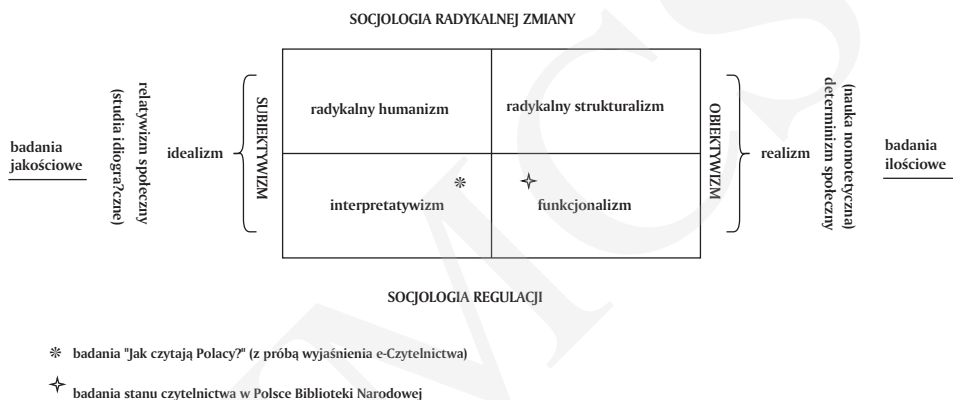 SOCJOLOGIA RADYKALNEJ ZMIANY
badania
jakościowe
relatywizm społeczny
(studia idiogra?czne)
idealizm
SUBIEKTYWIZM
radykalny humanizm
radykalny strukturalizm
interpretatywizm
funkcjonalizm
OBIEKTYWIZM
realizm
(nauka nomotetyczna)
determinizm społeczny
badania
ilościowe
SOCJOLOGIA REGULACJI
badania "Jak czytają Polacy?" (z próbą wyjaśnienia e-Czytelnictwa)
badania stanu czytelnictwa w Polsce Biblioteki Narodowej
UMCS